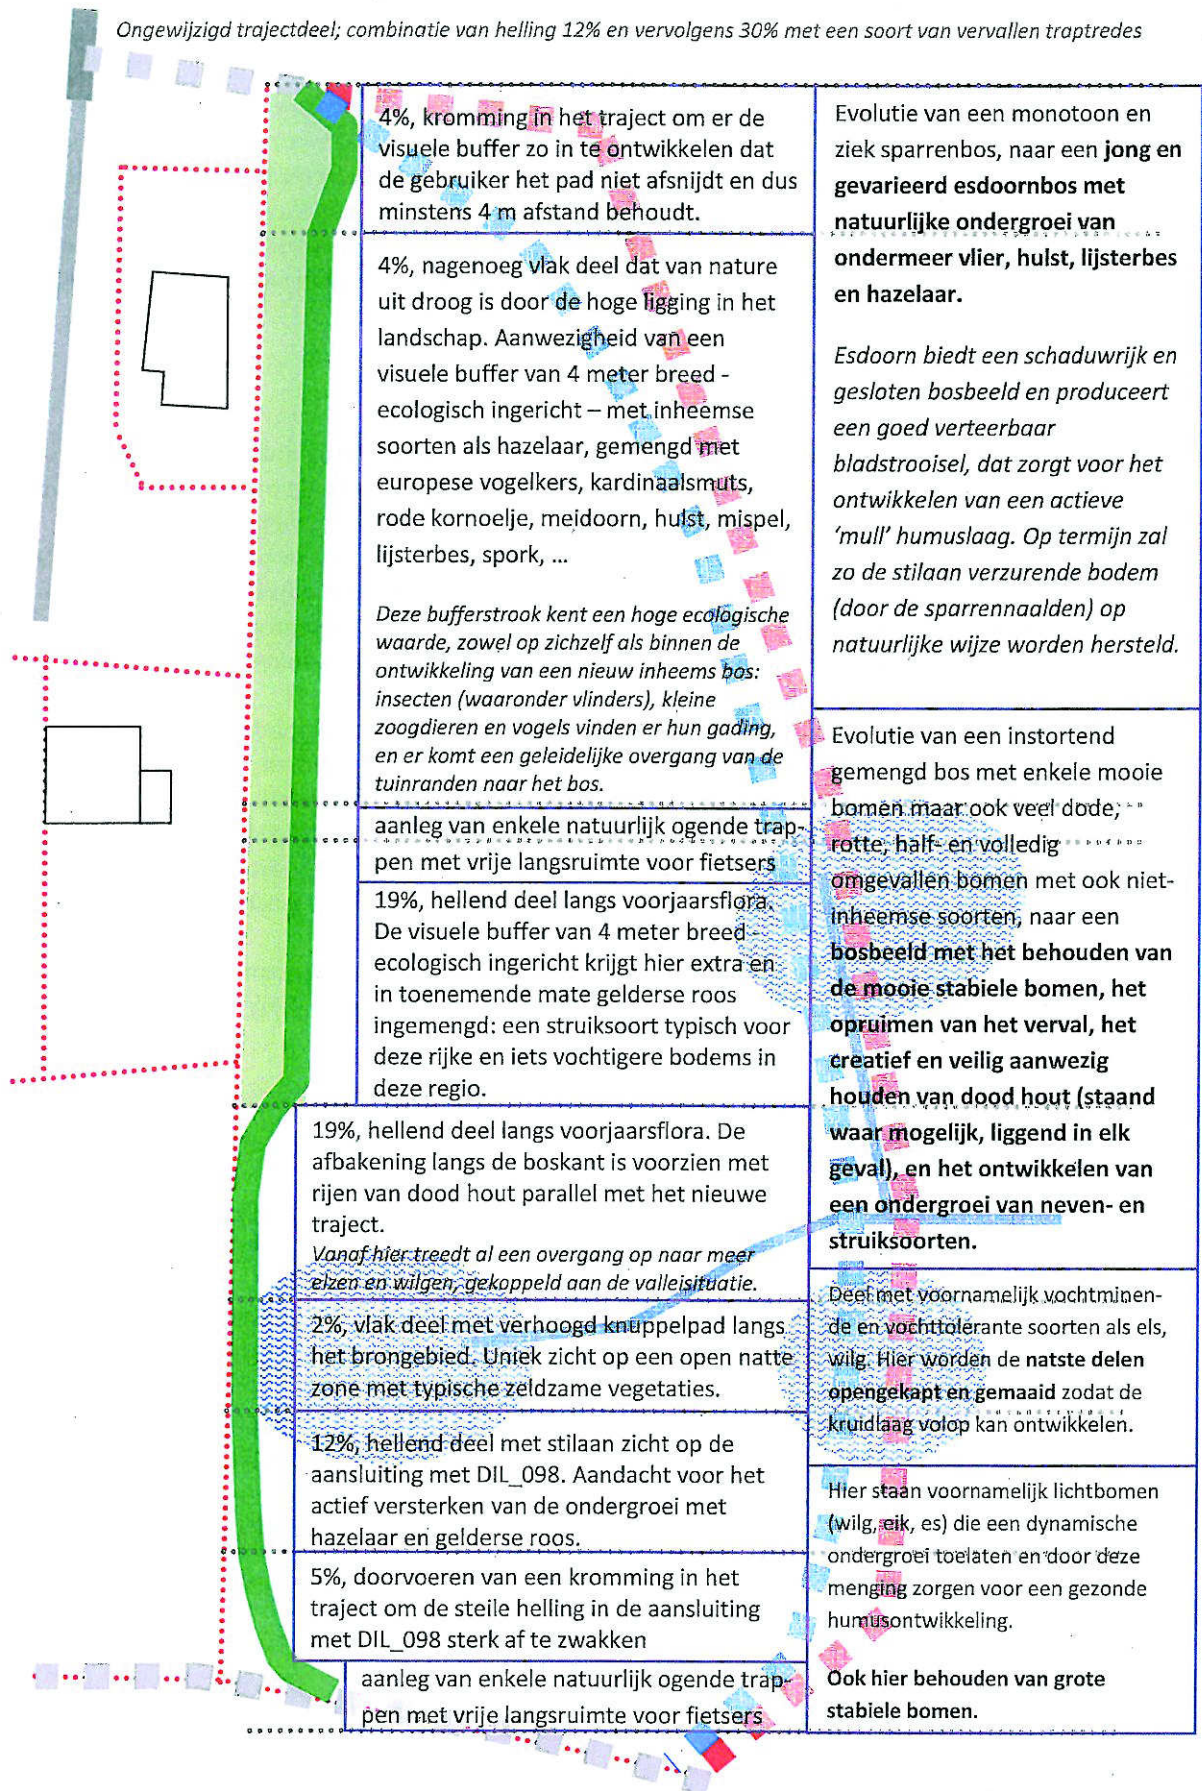 Ongewijzigd trajectdeel; combinatie van helling 12% en vervolgens 30% met een soort van vervallen traptredes
4%, kromming in het traject om er de
visuele buffer zo in te ontwikkelen dat
de gebruiker het pad niet afsnijdt en dus
minstens 4 m afstand behoudt.
4%, nagenoeg vlak deel dat van nature
uit droog is door de hoge ligging in het
landschap. Aanwezigheid van een
visuele buffer van 4 meter breed -
ecologisch ingericht – met inheemse
soorten als hazelaar, gemengd met
europese vogelkers, kardinaalsmuts,
rode kornoelje, meidoorn, hulst, mispel,
lijsterbes, spork, ...
Deze bufferstrook kent een hoge ecologische
waarde, zowel op zichzelf als binnen de
ontwikkeling van een nieuw inheems bos:
insecten (waaronder vlinders), kleine
zoogdieren en vogels vinden er hun gading,
en er komt een geleidelijke overgang van de
tuinranden naar het bos.
aanleg van enkele natuurlijk ogende trap-
pen met vrije langsruimte voor fietsers
19%, hellend deel langs voorjaarsflora.
De visuele buffer van 4 meter breed
ecologisch ingericht krijgt hier extra en
in toenemende mate gelderse roos
ingemengd: een struiksoort typisch voor
deze rijke en iets vochtigere bodems in
deze regio.
19%, hellend deel langs voorjaarsflora. De
afbakening langs de boskant is voorzien met
rijen van dood hout parallel met het nieuwe
traject.
Vanaf hier treedt al een overgang op naar meer
elzen en wilgen, gekoppeld aan de valleisituatie.
2%, vlak deel met verhoogd knuppelpad langs
het brongebied. Uniek zicht op een open natte
zone met typische zeldzame vegetaties.
12%, hellend deel met stilaan zicht op de
aansluiting met DIL_098. Aandacht voor het
actief versterken van de ondergroei met
hazelaar en gelderse roos.
5%, doorvoeren van een kromming in het
traject om de steile helling in de aansluiting
met DIL_098 sterk af te zwakken
aanleg van enkele natuurlijk ogende trap-
pen met vrije langsruimte voor fietsers
Evolutie van een monotoon en
ziek sparrenbos, naar een jong en
gevarieerd esdoornbos met
natuurlijke ondergroei van
ondermeer vlier, hulst, lijsterbes
en hazelaar.
Esdoorn biedt een schaduwrijk en
gesloten bosbeeld en produceert
een goed verteerbaar
bladstrooisel, dat zorgt voor het
ontwikkelen van een actieve
'mull' humuslaag. Op termijn zal
zo de stilaan verzurende bodem
(door de sparrennaalden) op
natuurlijke wijze worden hersteld.
Evolutie van een instortend
gemengd bos met enkele mooie
bomen maar ook veel dode,
rotte, half- en volledig
omgevallen bomen met ook niet-
inheemse soorten, naar een
bosbeeld met het behouden van
de mooie stabiele bomen, het
opruimen van het verval, het
creatief en veilig aanwezig
houden van dood hout (staand
waar mogelijk, liggend in elk
geval), en het ontwikkelen van
een ondergroei van neven- en
struiksoorten.
Deel met voornamelijk vochtminen-
de en vochttolerante soorten als els,
wilg. Hier worden de natste delen
opengekapt en gemaaid zodat de
kruidlaag volop kan ontwikkelen.
Hier staan voornamelijk lichtbomen
(wilg, eik, es) die een dynamische
ondergroei toelaten en door deze
menging zorgen voor een gezonde
humusontwikkeling.
Ook hier behouden van grote
stabiele bomen.